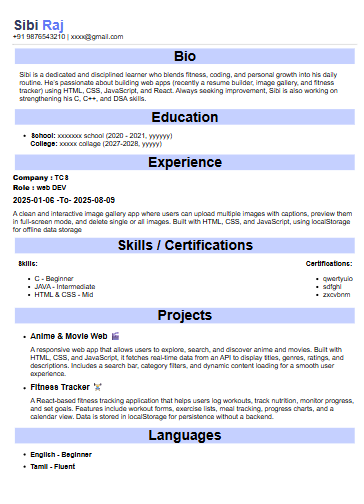 Sibi Raj
+91 9876543210 | xxxx@gmail.com
Bio
Sibi is a dedicated and disciplined learner who blends fitness, coding, and personal growth into his daily
routine. He's passionate about building web apps (recently a resume builder, image gallery, and fitness
tracker) using HTML, CSS, JavaScript, and React. Always seeking improvement, Sibi is also working on
strengthening his C, C++, and DSA skills.
Education
• School: xxxxxxx school (2020 - 2021, yyyyyy)
College: xxxxx collage (2027-2028, yyyyy)
Experience
Company : TCS
Role : web DEV
2025-01-06 -To- 2025-08-09
A clean and interactive image gallery app where users can upload multiple images with captions, preview them
in full-screen mode, and delete single or all images. Built with HTML, CSS, and JavaScript, using localStorage
for offline data storage
Skills / Certifications
Skills:
• C - Beginner
• JAVA - Intermediate
• HTML & CSS - Mid
Certifications:
• qwertyuio
• sdfghl
• zxcvbnm
Projects
• Anime & Movie Web
A responsive web app that allows users to explore, search, and discover anime and movies. Built with
HTML, CSS, and JavaScript, it fetches real-time data from an API to display titles, genres, ratings, and
descriptions. Includes a search bar, category filters, and dynamic content loading for a smooth user
experience.
• Fitness Tracker
A React-based fitness tracking application that helps users log workouts, track nutrition, monitor progress,
and set goals. Features include workout forms, exercise lists, meal tracking, progress charts, and a
calendar view. Data is stored in localStorage for persistence without a backend.
Languages
• English - Beginner
• Tamil - Fluent